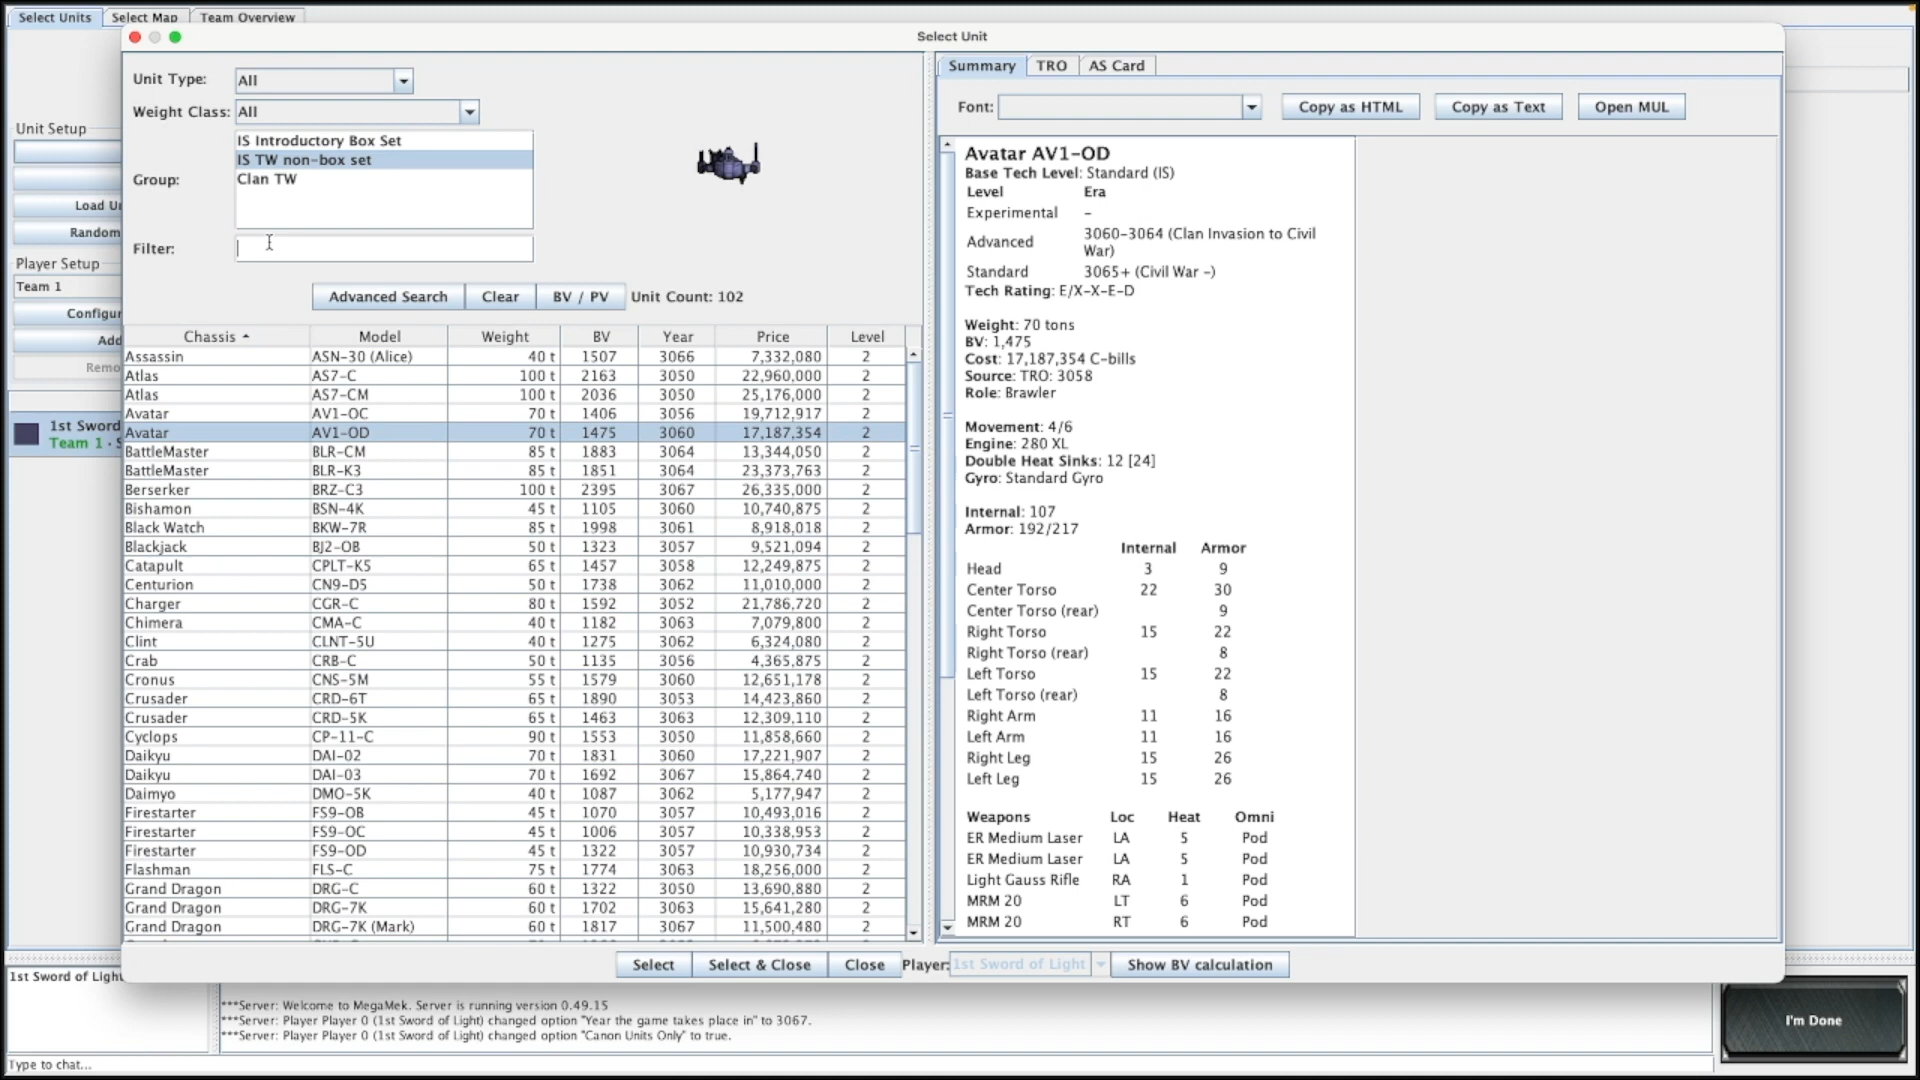 Select Units
Select Map
Team Overview
Select Unit
Unit Setup
Load Un
Random
Player Setup
Team 1
Configur
Add
Remo
1st Sword
Team 1 · S
Unit Type: All
Weight Class: All
Group:
IS Introductory Box Set
IS TW non-box set
Clan TW
Filter:
Advanced Search
Clear
BV / PV
Unit Count: 102
Chassis Model Weight BV Year Price Level
Assassin ASN-30 (Alice) 40 t 1507 3066 7,332,080 2
Atlas AS7-C 100 t 2163 3050 22,960,000 2
Atlas AS7-CM 100 t 2036 3050 25,176,000 2
Avatar AV1-OC 70 t 1406 3056 19,712,917 2
Avatar AV1-OD 70 t 1475 3060 17,187,354 2
BattleMaster BLR-CM 85 t 1883 3064 13,344,050 2
BattleMaster BLR-K3 85 t 1851 3064 23,373,763 2
Berserker BRZ-C3 100 t 2395 3067 26,335,000 2
Bishamon BSN-4K 45 t 1105 3060 10,740,875 2
Black Watch BKW-7R 85 t 1998 3061 8,918,018 2
Blackjack BJ2-OB 50 t 1323 3057 9,521,094 2
Catapult CPLT-K5 65 t 1457 3058 12,249,875 2
Centurion CN9-D5 50 t 1738 3062 11,010,000 2
Charger CGR-C 80 t 1592 3052 21,786,720 2
Chimera CMA-C 40 t 1182 3063 7,079,800 2
Clint CLNT-5U 40 t 1275 3062 6,324,080 2
Crab CRB-C 50 t 1135 3056 4,365,875 2
Cronus CNS-5M 55 t 1579 3060 12,651,178 2
Crusader CRD-6T 65 t 1890 3053 14,423,860 2
Crusader CRD-5K 65 t 1463 3063 12,309,110 2
Cyclops CP-11-C 90 t 1553 3050 11,858,660 2
Daikyu DAI-02 70 t 1831 3060 17,221,907 2
Daikyu DAI-03 70 t 1692 3067 15,864,740 2
Daimyo DMO-5K 40 t 1087 3062 5,177,947 2
Firestarter FS9-OB 45 t 1070 3057 10,493,016 2
Firestarter FS9-OC 45 t 1006 3057 10,338,953 2
Firestarter FS9-OD 45 t 1322 3057 10,930,734 2
Flashman FLS-C 75 t 1774 3063 18,256,000 2
Grand Dragon DRG-C 60 t 1322 3050 13,690,880 2
Grand Dragon DRG-7K 60 t 1702 3063 15,641,280 2
Grand Dragon DRG-7K (Mark) 60 t 1817 3067 11,500,480 2
Summary
TRO
AS Card
Font:
Copy as HTML
Copy as Text
Open MUL
Avatar AV1-OD
Base Tech Level: Standard (IS)
Level Era
Experimental –
Advanced 3060–3064 (Clan Invasion to Civil
War)
Standard 3065+ (Civil War –)
Tech Rating: E/X-X-E-D
Weight: 70 tons
BV: 1,475
Cost: 17,187,354 C-bills
Source: TRO: 3058
Role: Brawler
Movement: 4/6
Engine: 280 XL
Double Heat Sinks: 12 [24]
Gyro: Standard Gyro
Internal: 107
Armor: 192/217
Internal Armor
Head 3 9
Center Torso 22 30
Center Torso (rear) 9
Right Torso 15 22
Right Torso (rear) 8
Left Torso 15 22
Left Torso (rear) 8
Right Arm 11 16
Left Arm 11 16
Right Leg 15 26
Left Leg 15 26
Weapons Loc Heat Omni
ER Medium Laser LA 5 Pod
ER Medium Laser LA 5 Pod
Light Gauss Rifle RA 1 Pod
MRM 20 LT 6 Pod
MRM 20 RT 6 Pod
Select
Select & Close
Close
Player: 1st Sword of Light
Show BV calculation
1st Sword of Light
***Server: Welcome to MegaMek. Server is running version 0.49.15
***Server: Player Player 0 (1st Sword of Light) changed option "Year the game takes place in" to 3067.
***Server: Player Player 0 (1st Sword of Light) changed option "Canon Units Only" to true.
Type to chat...
I'm Done